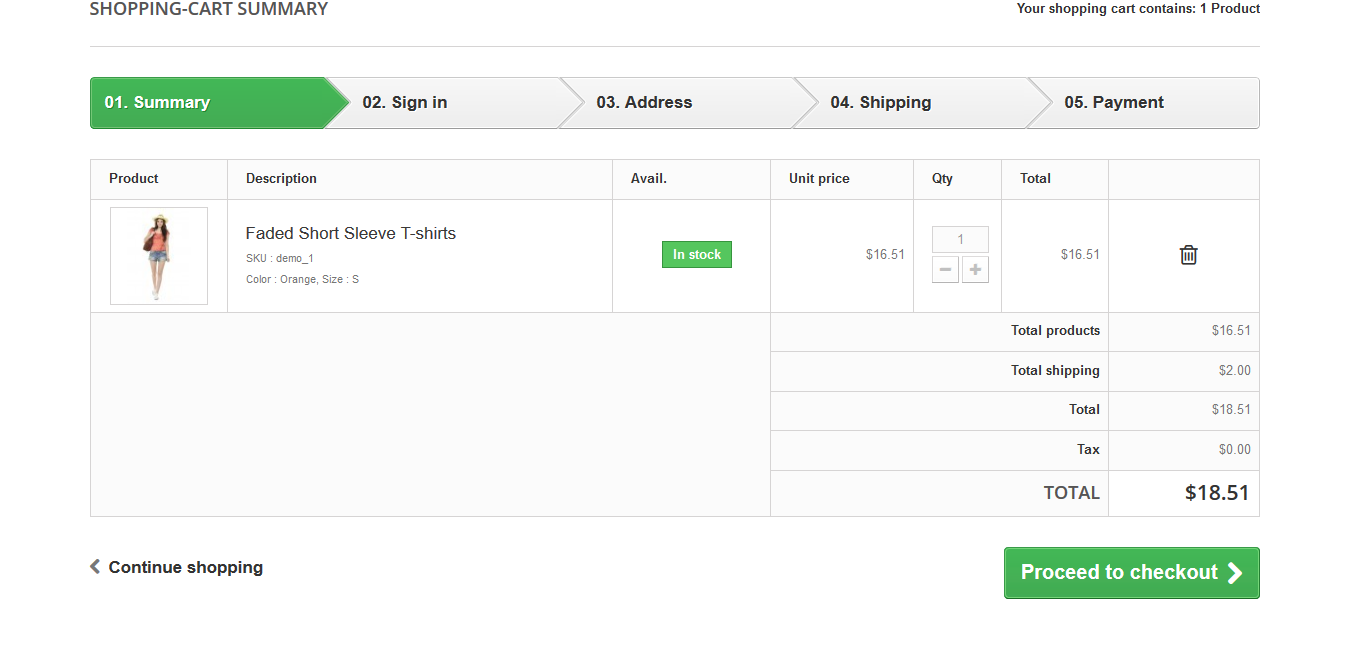 SHOPPING-CART SUMMARY
Your shopping cart contains: 1 Product
01. Summary
02. Sign in
03. Address
04. Shipping
05. Payment
Product
Description
Avail.
Unit price
Qty
Total
Faded Short Sleeve T-shirts
SKU : demo_1
Color : Orange, Size : S
In stock
$16.51
1
$16.51
Total products
$16.51
Total shipping
$2.00
Total
$18.51
Tax
$0.00
TOTAL
$18.51
Continue shopping
Proceed to checkout